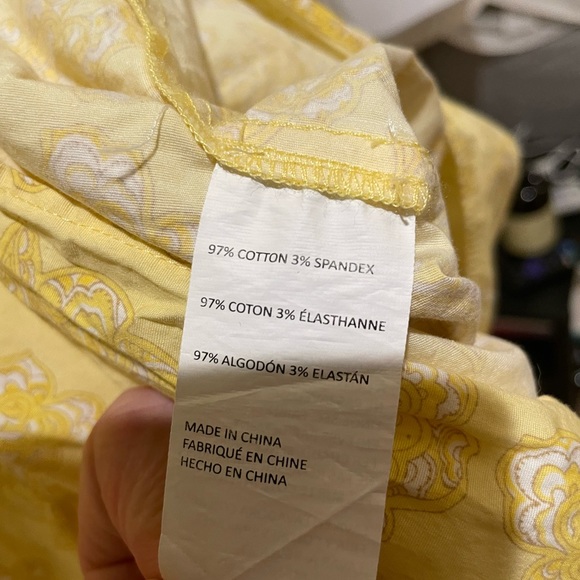 97% COTTON 3% SPANDEX
97% COTON 3% ÉLASTHANNE
97% ALGODÓN 3% ELASTÁN
MADE IN CHINA
FABRIQUÉ EN CHINE
HECHO EN CHINA